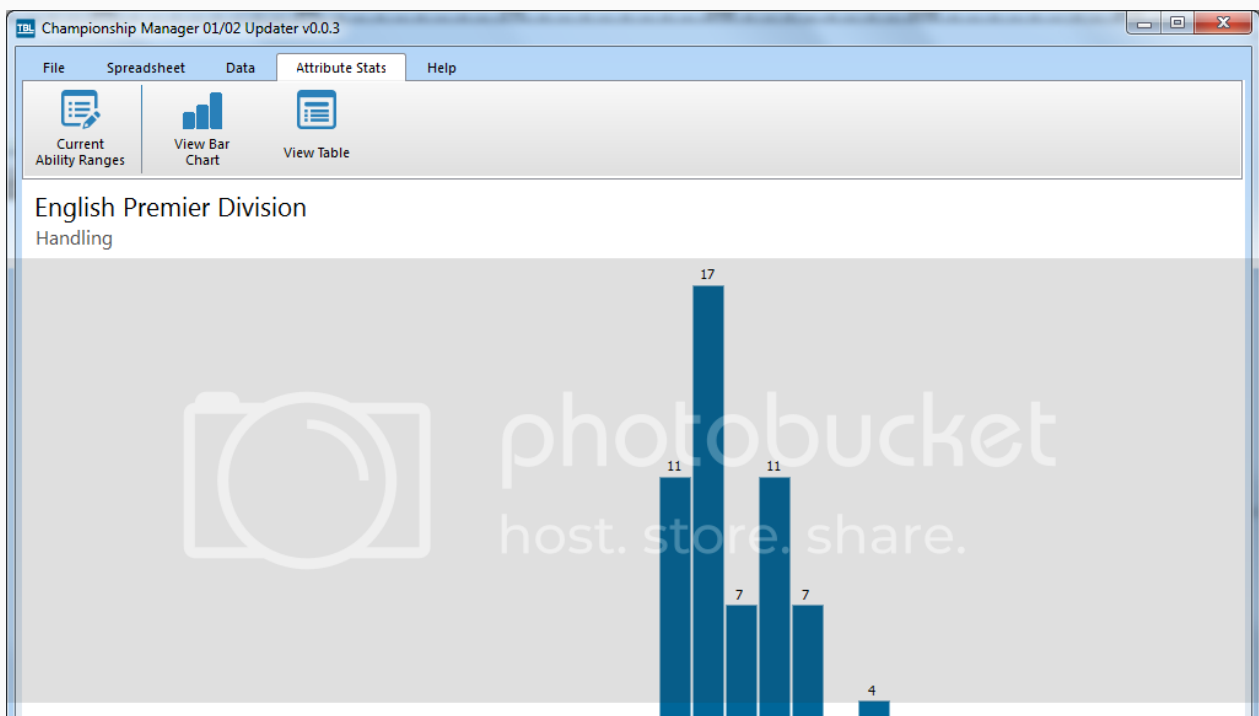 TBL Championship Manager 01/02 Updater v0.0.3
File Spreadsheet Data Attribute Stats Help
Current
Ability Ranges
View Bar
Chart
View Table
English Premier Division
Handling
17
photobucket
11 11
host. store. share.
7 7
4